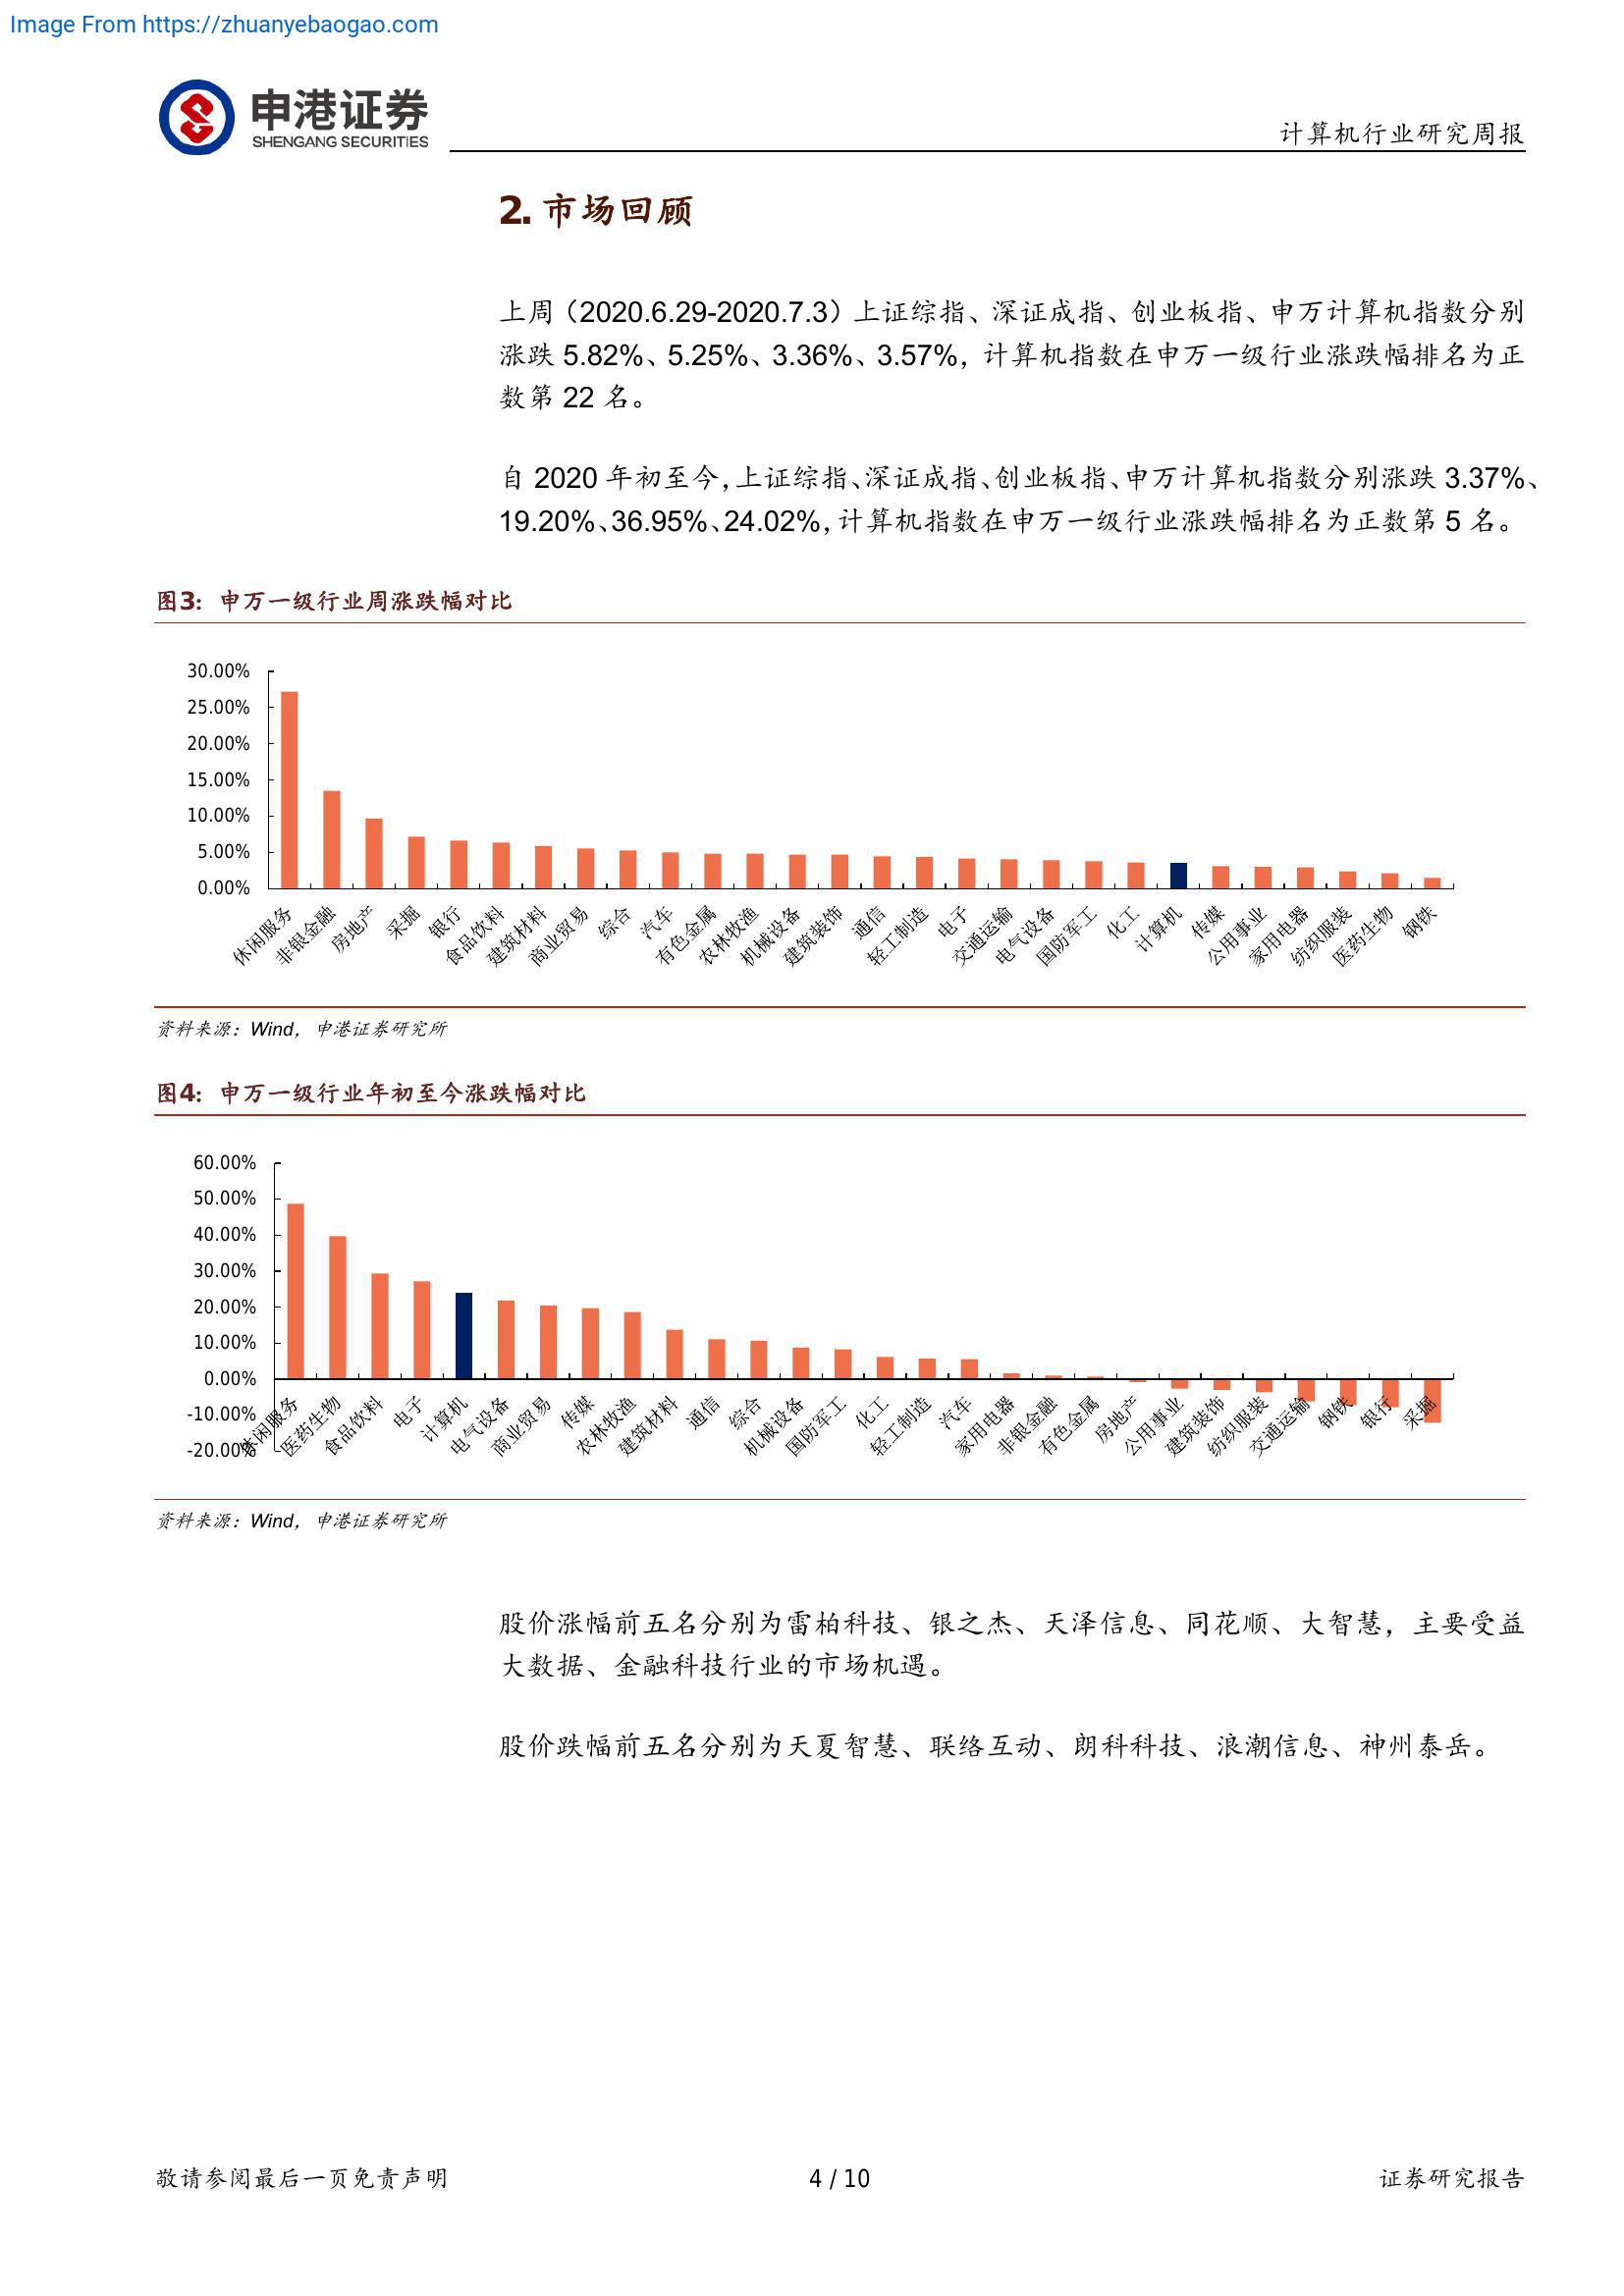 Image From https://zhuanyebaogao.com
申港证券
SHENGANG SECURITIES
计算机行业研究周报
2. 市场回顾
上周（2020.6.29-2020.7.3）上证综指、深证成指、创业板指、申万计算机指数分别
涨跌 5.82%、5.25%、3.36%、3.57%，计算机指数在申万一级行业涨跌幅排名为正
数第 22 名。
自 2020 年初至今，上证综指、深证成指、创业板指、申万计算机指数分别涨跌 3.37%、
19.20%、36.95%、24.02%，计算机指数在申万一级行业涨跌幅排名为正数第 5 名。
图3：申万一级行业周涨跌幅对比
30.00%
25.00%
20.00%
15.00%
10.00%
5.00%
0.00%
休闲服务
非银金融
房地产
采掘
银行
食品饮料
建筑材料
商业贸易
综合
汽车
有色金属
农林牧渔
机械设备
建筑装饰
通信
轻工制造
电子
交通运输
电气设备
国防军工
化工
计算机
传媒
公用事业
家用电器
纺织服装
医药生物
钢铁
资料来源：Wind，申港证券研究所
图4：申万一级行业年初至今涨跌幅对比
60.00%
50.00%
40.00%
30.00%
20.00%
10.00%
0.00%
-10.00%
-20.00%
休闲服务
医药生物
食品饮料
电子
计算机
电气设备
商业贸易
传媒
农林牧渔
建筑材料
通信
综合
机械设备
国防军工
化工
轻工制造
汽车
家用电器
非银金融
有色金属
房地产
公用事业
建筑装饰
纺织服装
交通运输
钢铁
银行
采掘
资料来源：Wind，申港证券研究所
股价涨幅前五名分别为雷柏科技、银之杰、天泽信息、同花顺、大智慧，主要受益
大数据、金融科技行业的市场机遇。
股价跌幅前五名分别为天夏智慧、联络互动、朗科科技、浪潮信息、神州泰岳。
敬请参阅最后一页免责声明
4 / 10
证券研究报告